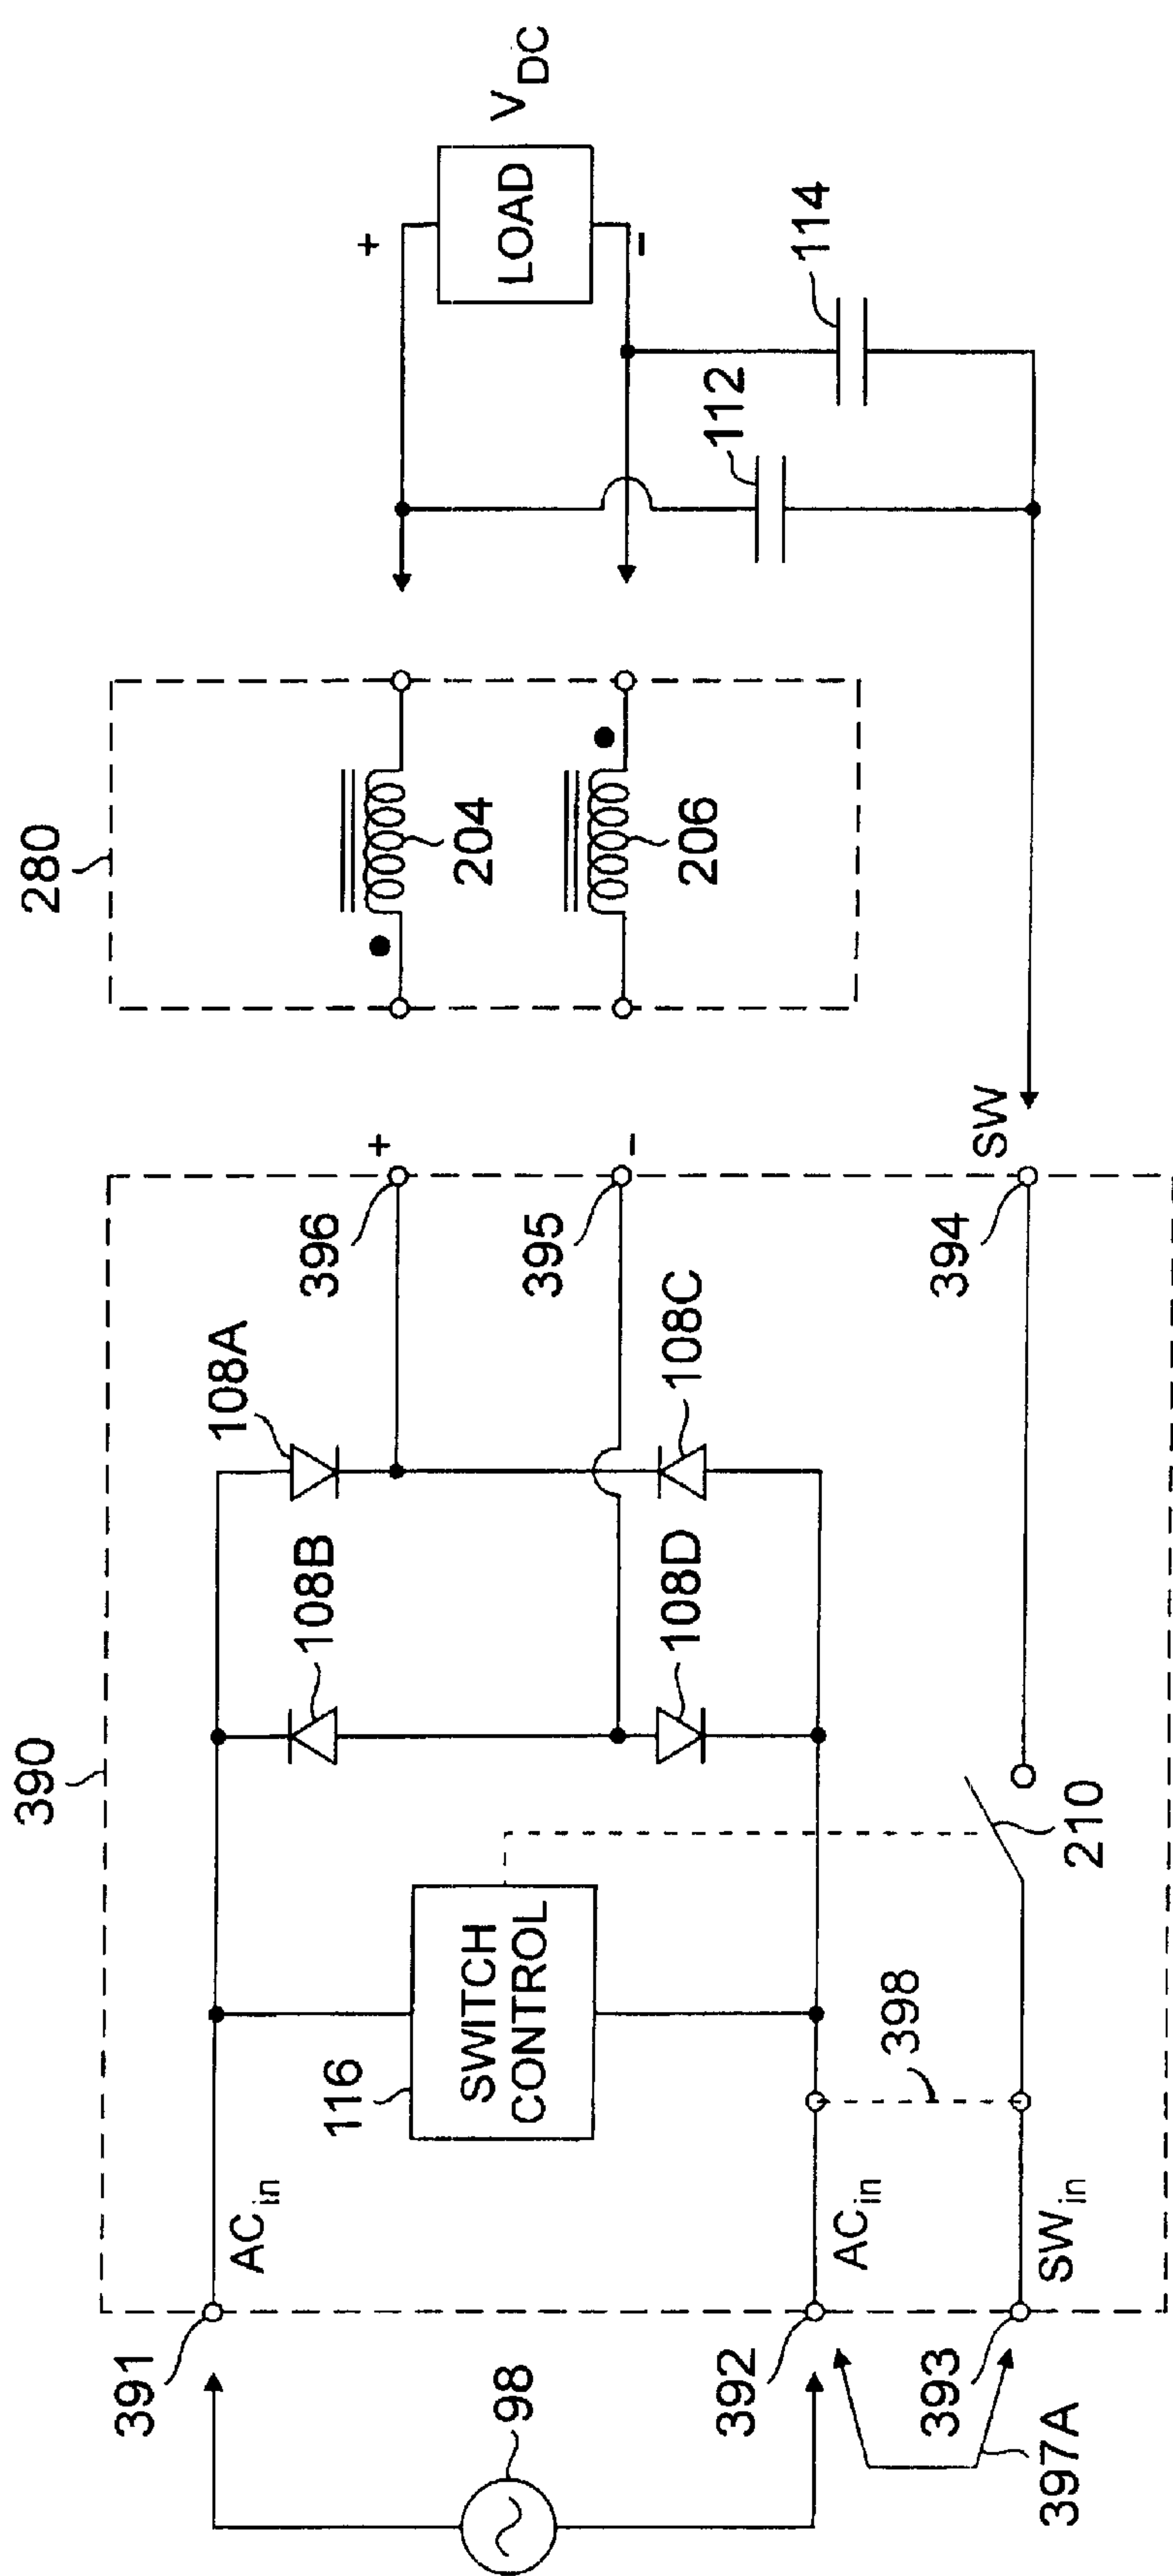 390
280
391
AC_in
116
SWITCH
CONTROL
108B
108A
396
+
204
+
LOAD
V_DC
98
108D
108C
395
-
206
-
392
AC_in
398
112
114
393
SW_in
210
394
SW
397A